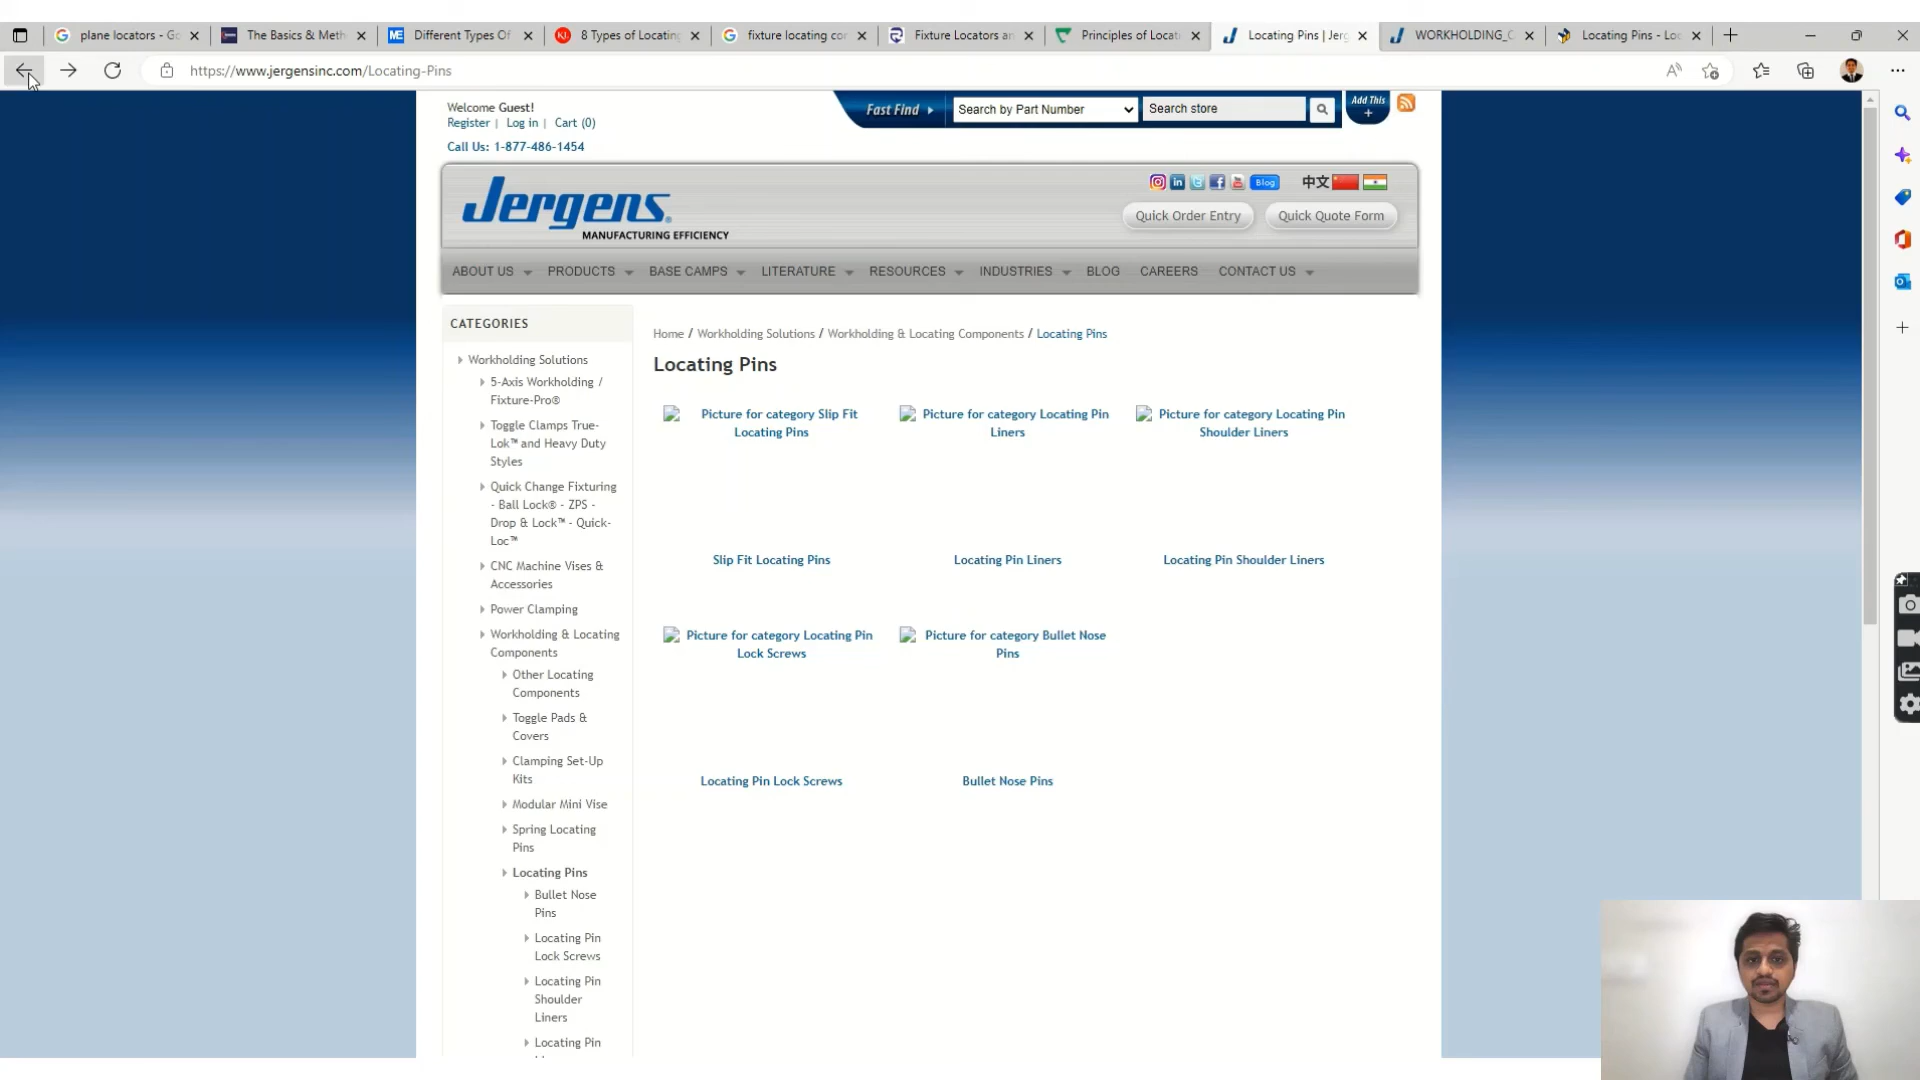 plane locators - Go
The Basics & Meth
Different Types Of
8 Types of Locating
fixture locating cor
Fixture Locators an
Principles of Locati
Locating Pins | Jerg
WORKHOLDING_C
Locating Pins - Loc
https://www.jergensinc.com/Locating-Pins
Welcome Guest!
Register | Log in | Cart (0)
Call Us: 1-877-486-1454
Fast Find
Search by Part Number
Search store
Add This
+
Jergens
MANUFACTURING EFFICIENCY
Blog
中文
Quick Order Entry
Quick Quote Form
ABOUT US PRODUCTS BASE CAMPS LITERATURE RESOURCES INDUSTRIES BLOG CAREERS CONTACT US
CATEGORIES
Workholding Solutions
5-Axis Workholding /
Fixture-Pro®
Toggle Clamps True-
Lok™ and Heavy Duty
Styles
Quick Change Fixturing
- Ball Lock® - ZPS -
Drop & Lock™ - Quick-
Loc™
CNC Machine Vises &
Accessories
Power Clamping
Workholding & Locating
Components
Other Locating
Components
Toggle Pads &
Covers
Clamping Set-Up
Kits
Modular Mini Vise
Spring Locating
Pins
Locating Pins
Bullet Nose
Pins
Locating Pin
Lock Screws
Locating Pin
Shoulder
Liners
Locating Pin
Home / Workholding Solutions / Workholding & Locating Components / Locating Pins
Locating Pins
Picture for category Slip Fit
Locating Pins
Picture for category Locating Pin
Liners
Picture for category Locating Pin
Shoulder Liners
Slip Fit Locating Pins
Locating Pin Liners
Locating Pin Shoulder Liners
Picture for category Locating Pin
Lock Screws
Picture for category Bullet Nose
Pins
Locating Pin Lock Screws
Bullet Nose Pins